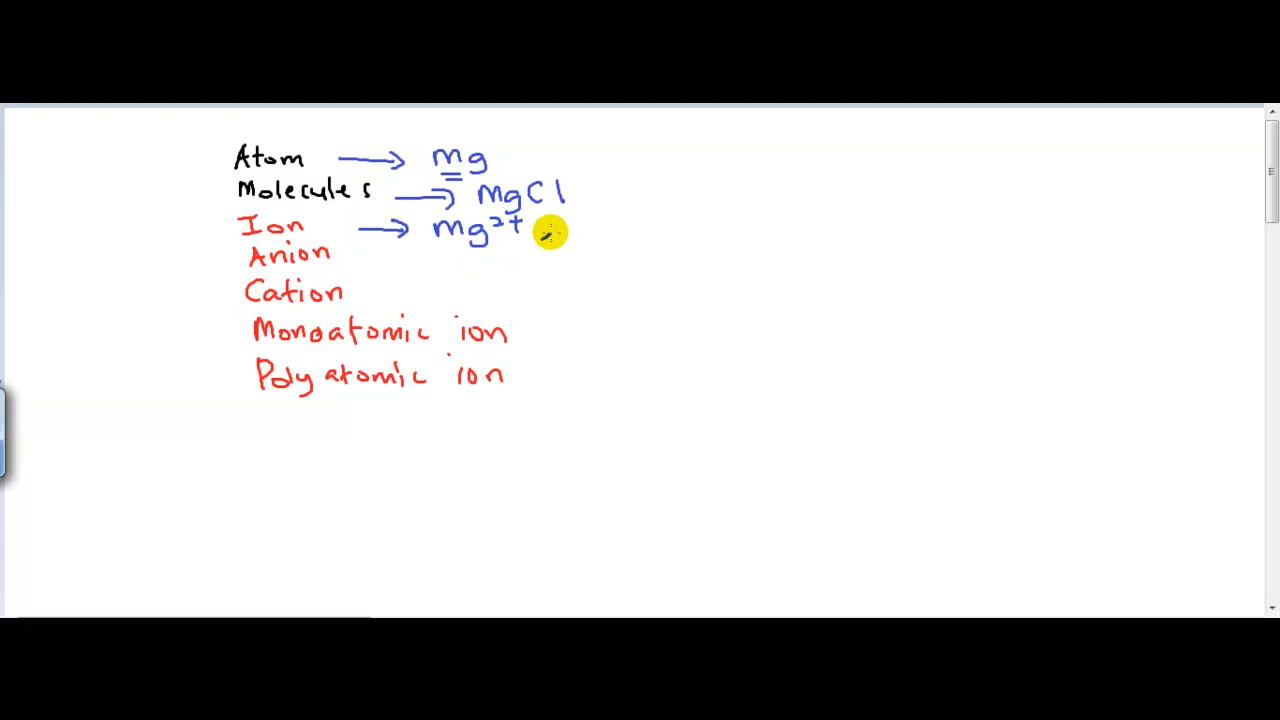 Atom → Mg
Molecules → MgCl
Ion → Mg²⁺
Anion
Cation
Monoatomic ion
Polyatomic ion